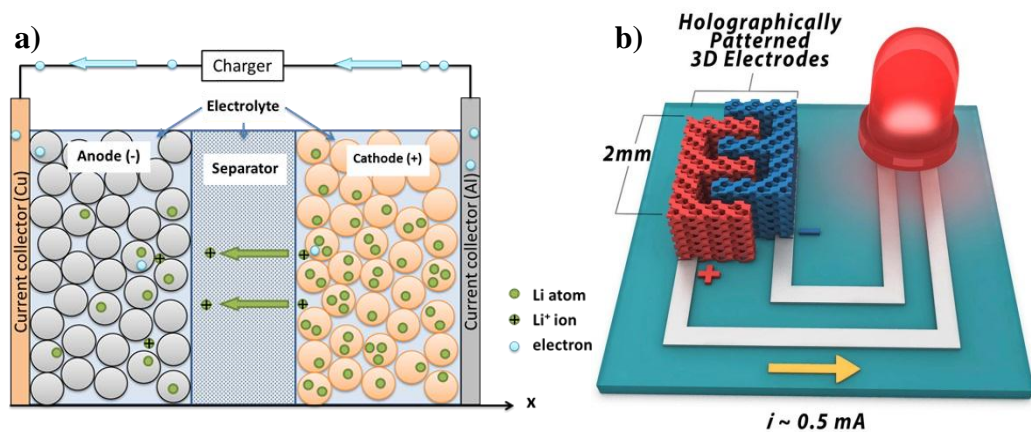 a)
Charger
Electrolyte
Anode (-)
Separator
Cathode (+)
Current collector (Cu)
Current collector (Al)
Li atom
Li⁺ ion
electron
x
b)
Holographically
Patterned
3D Electrodes
2mm
+
−
i ~ 0.5 mA